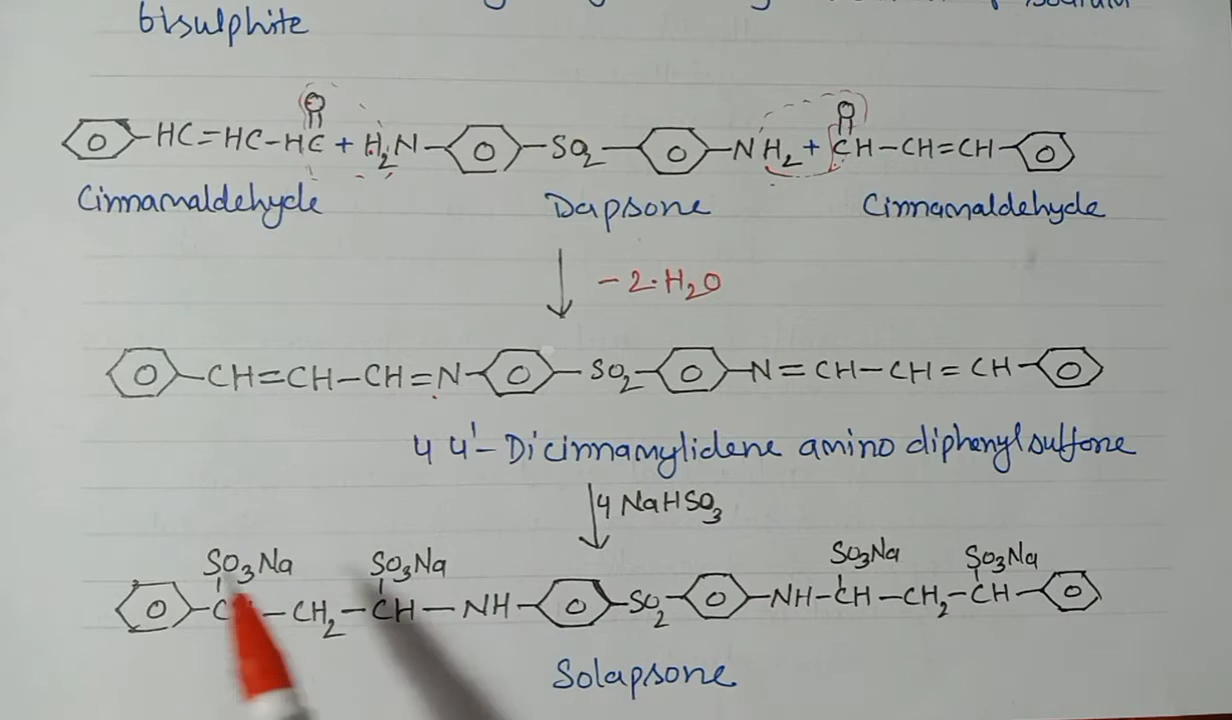 bisulphite
HC=HC-HC + H2N- -SO2- -NH2 + CH-CH=CH-
Cinnamaldehyde Dapsone Cinnamaldehyde
- 2.H2O
-CH=CH-CH=N- -SO2- -N=CH-CH=CH-
4 4'- Dicinnamylidene amino diphenylsulfone
4 NaHSO3
SO3Na SO3Na SO3Na SO3Na
-CH2-CH-NH- -SO2- -NH-CH-CH2-CH-
Solapsone